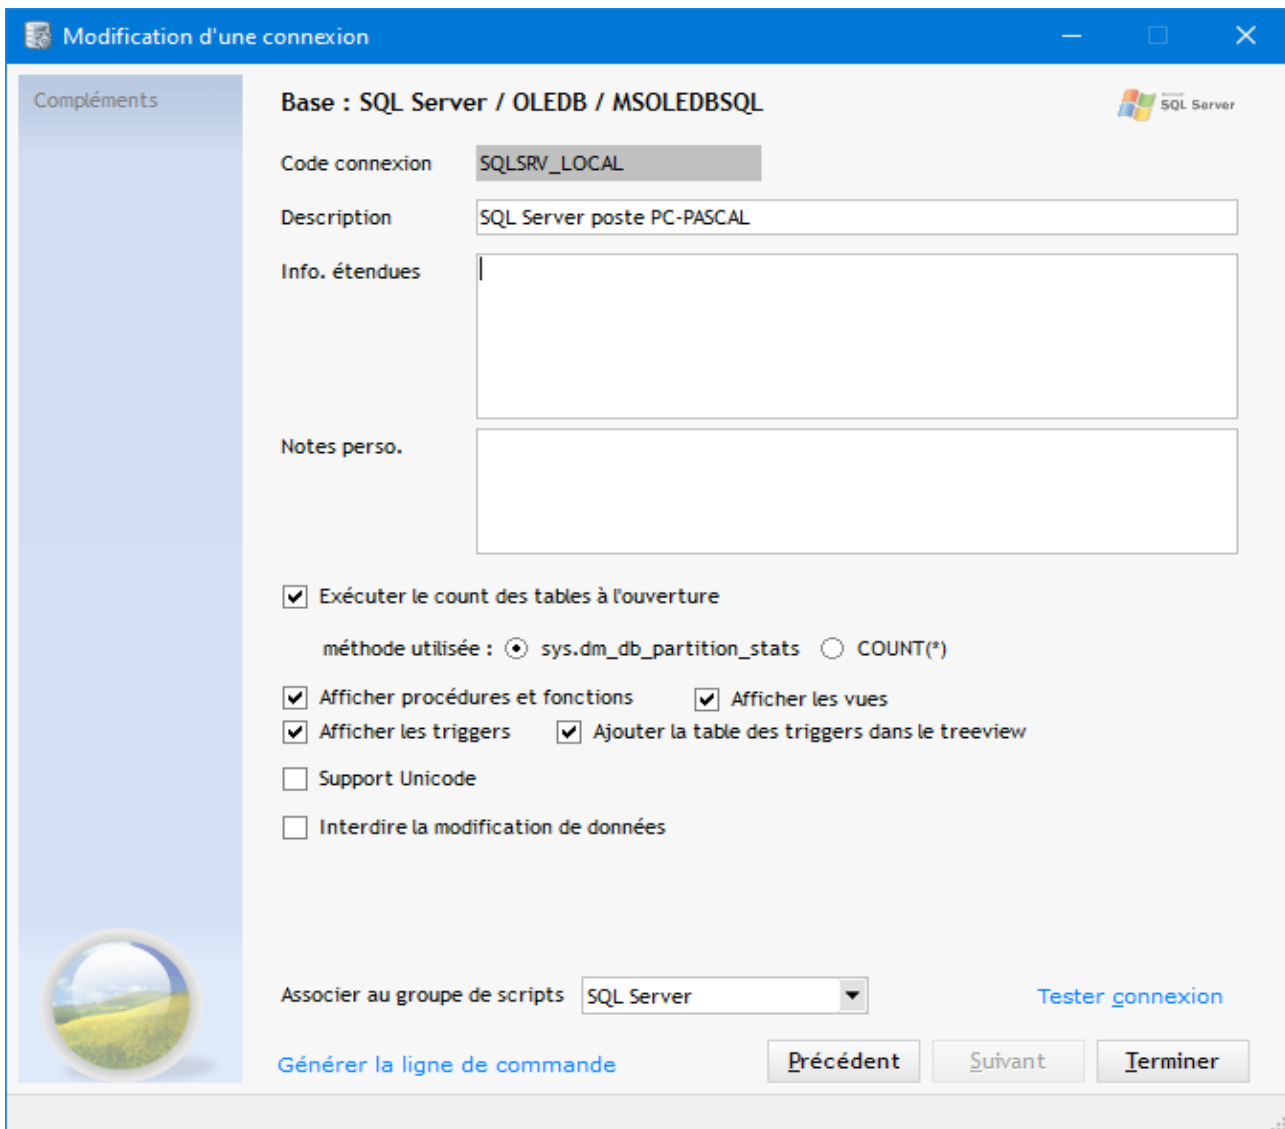 Modification d'une connexion
Compléments
Base : SQL Server / OLEDB / MSOLEDBSQL
SQL Server
Code connexion SQLSRV_LOCAL
Description SQL Server poste PC-PASCAL
Info. étendues
Notes perso.
Exécuter le count des tables à l'ouverture
méthode utilisée : sys.dm_db_partition_stats COUNT(*)
Afficher procédures et fonctions Afficher les vues
Afficher les triggers Ajouter la table des triggers dans le treeview
Support Unicode
Interdire la modification de données
Associer au groupe de scripts SQL Server Tester connexion
Générer la ligne de commande Précédent Suivant Terminer